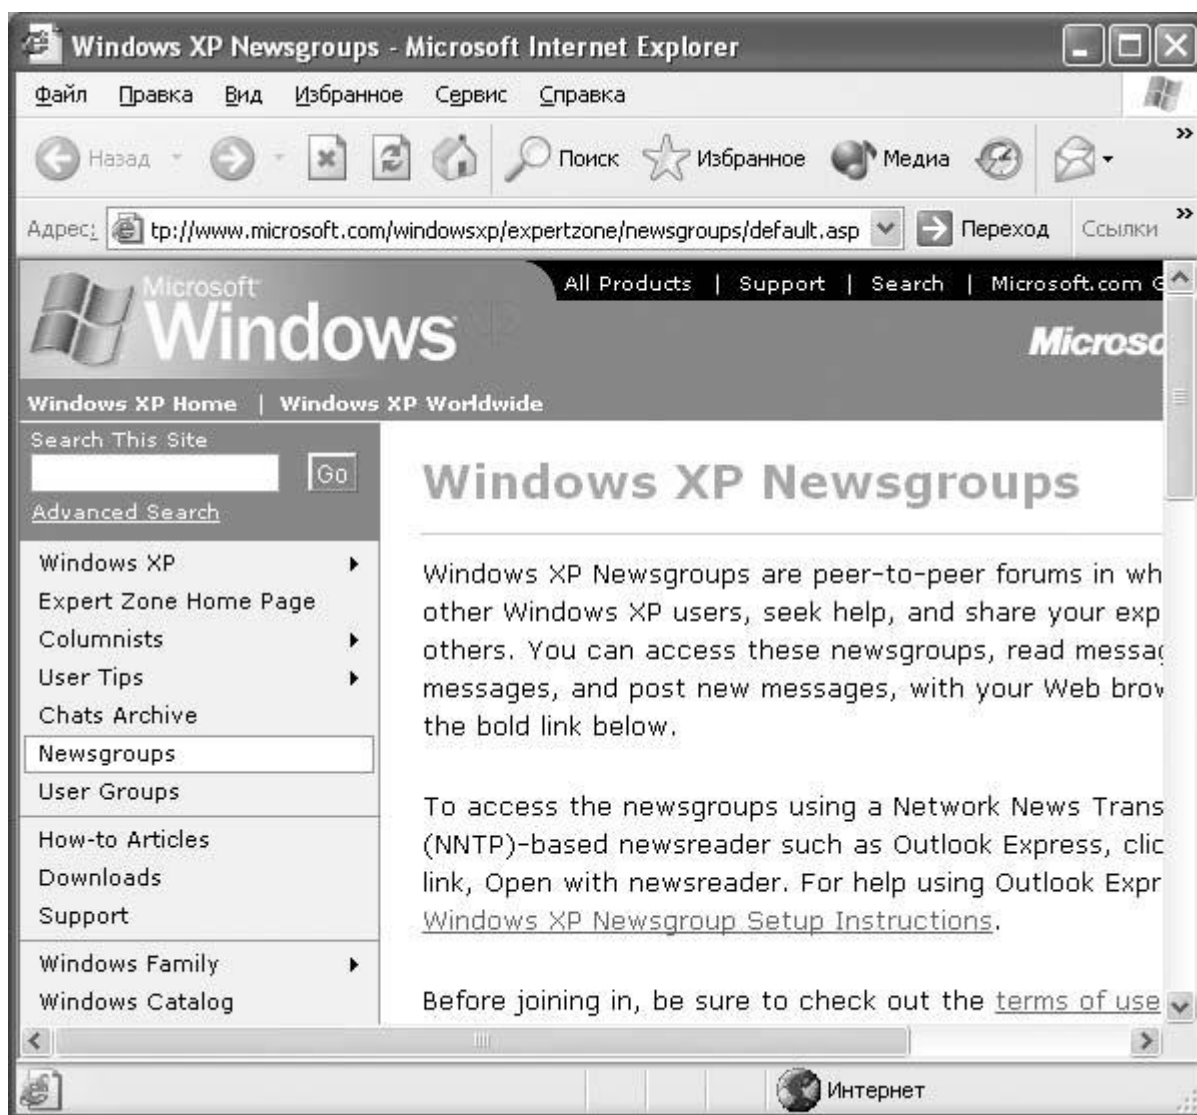 Windows XP Newsgroups - Microsoft Internet Explorer
Файл Правка Вид Избранное Сервис Справка
Назад Поиск Избранное Медиа »
Адрес: tp://www.microsoft.com/windowsxp/expertzone/newsgroups/default.asp Переход Ссылки »
All Products | Support | Search | Microsoft.com G
Microsoft
Windows
Microso
Windows XP Home | Windows XP Worldwide
Search This Site
Go
Advanced Search
Windows XP
Expert Zone Home Page
Columnists
User Tips
Chats Archive
Newsgroups
User Groups
How-to Articles
Downloads
Support
Windows Family
Windows Catalog
Windows XP Newsgroups
Windows XP Newsgroups are peer-to-peer forums in wh
other Windows XP users, seek help, and share your exp
others. You can access these newsgroups, read messag
messages, and post new messages, with your Web brow
the bold link below.
To access the newsgroups using a Network News Trans
(NNTP)-based newsreader such as Outlook Express, clic
link, Open with newsreader. For help using Outlook Expr
Windows XP Newsgroup Setup Instructions.
Before joining in, be sure to check out the terms of use
Интернет